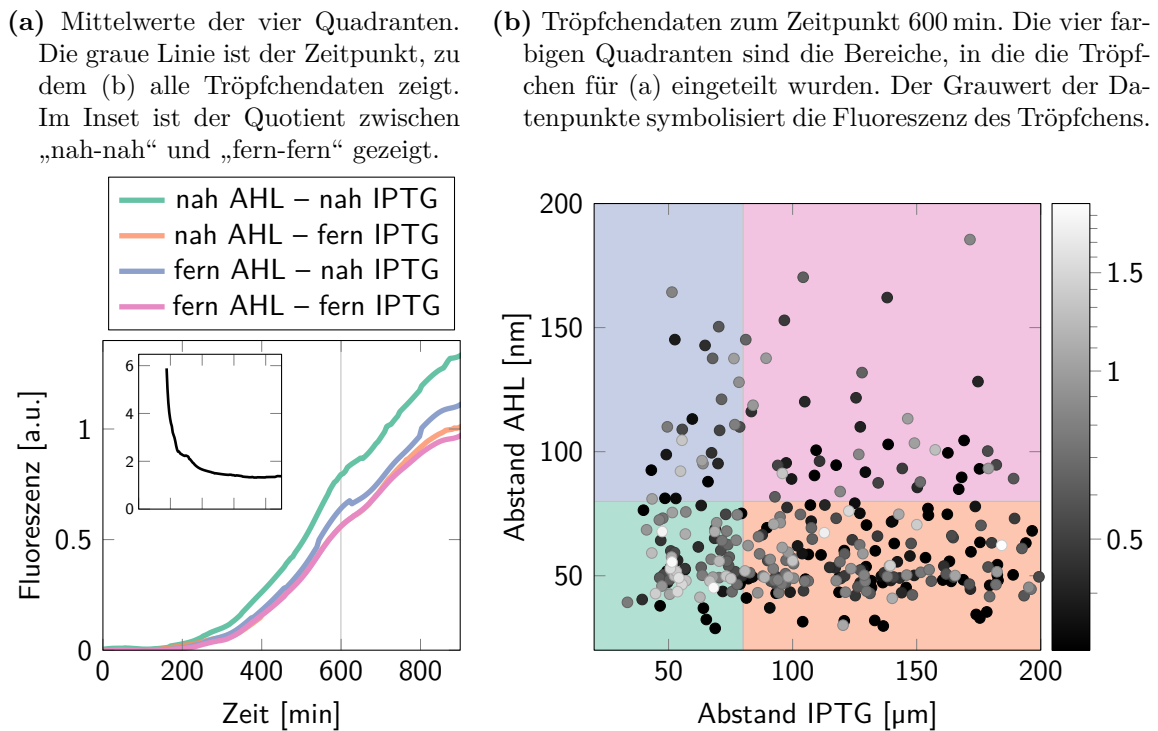 (a) Mittelwerte der vier Quadranten.
Die graue Linie ist der Zeitpunkt, zu
dem (b) alle Tröpfchendaten zeigt.
Im Inset ist der Quotient zwischen
„nah-nah“ und „fern-fern“ gezeigt.
(b) Tröpfchendaten zum Zeitpunkt 600 min. Die vier far-
bigen Quadranten sind die Bereiche, in die die Tröpf-
chen für (a) eingeteilt wurden. Der Grauwert der Da-
tenpunkte symbolisiert die Fluoreszenz des Tröpfchens.
nah AHL – nah IPTG
nah AHL – fern IPTG
fern AHL – nah IPTG
fern AHL – fern IPTG
Fluoreszenz [a.u.]
1
0.5
0
6
4
2
0
0 200 400 600 800
Zeit [min]
Abstand AHL [nm]
200
150
100
50
50 100 150 200
Abstand IPTG [µm]
1.5
1
0.5